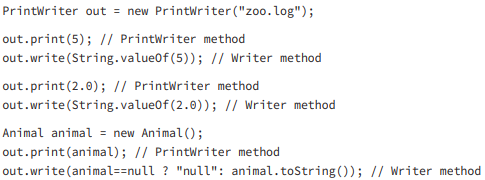 PrintWriter out = new PrintWriter("zoo.log");
out.print(5); // PrintWriter method
out.write(String.valueOf(5)); // Writer method
out.print(2.0); // PrintWriter method
out.write(String.valueOf(2.0)); // Writer method
Animal animal = new Animal();
out.print(animal); // PrintWriter method
out.write(animal==null ? "null": animal.toString()); // Writer method